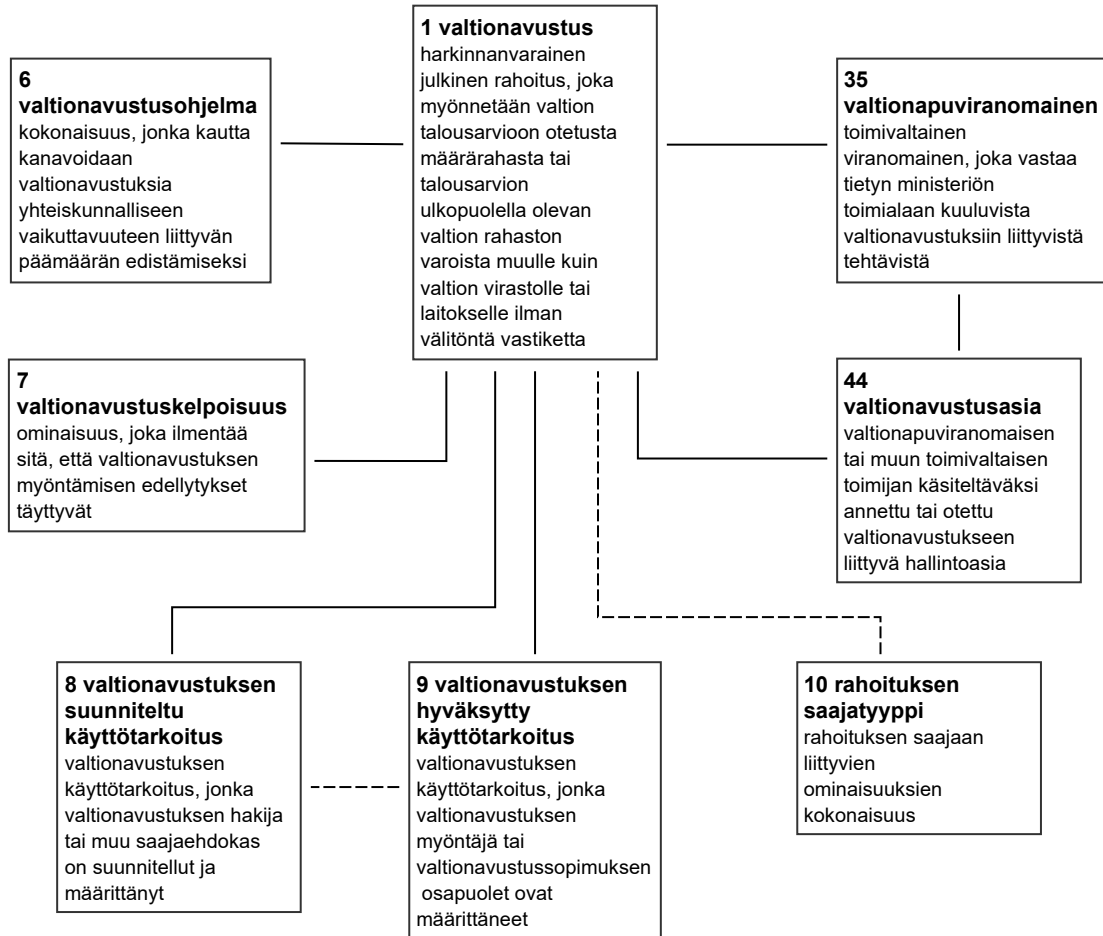 1 valtionavustus
harkinnanvarainen
julkinen rahoitus, joka
myönnetään valtion
talousarvioon otetusta
määrärahasta tai
talousarvion
ulkopuolella olevan
valtion rahaston
varoista muulle kuin
valtion virastolle tai
laitokselle ilman
välitöntä vastiketta
6
valtionavustusohjelma
kokonaisuus, jonka kautta
kanavoidaan
valtionavustuksia
yhteiskunnalliseen
vaikuttavuuteen liittyvän
päämäärän edistämiseksi
35
valtionapuviranomainen
toimivaltainen
viranomainen, joka vastaa
tietyn ministeriön
toimialaan kuuluvista
valtionavustuksiin liittyvistä
tehtävistä
7
valtionavustuskelpoisuus
ominaisuus, joka ilmentää
sitä, että valtionavustuksen
myöntämisen edellytykset
täyttyvät
44
valtionavustusasia
valtionapuviranomaisen
tai muun toimivaltaisen
toimijan käsiteltäväksi
annettu tai otettu
valtionavustukseen
liittyvä hallintoasia
8 valtionavustuksen
suunniteltu
käyttötarkoitus
valtionavustuksen
käyttötarkoitus, jonka
valtionavustuksen hakija
tai muu saajaehdokas
on suunnitellut ja
määrittänyt
9 valtionavustuksen
hyväksytty
käyttötarkoitus
valtionavustuksen
käyttötarkoitus, jonka
valtionavustuksen
myöntäjä tai
valtionavustussopimuksen
osapuolet ovat
määrittäneet
10 rahoituksen
saajatyyppi
rahoituksen saajaan
liittyvien
ominaisuuksien
kokonaisuus